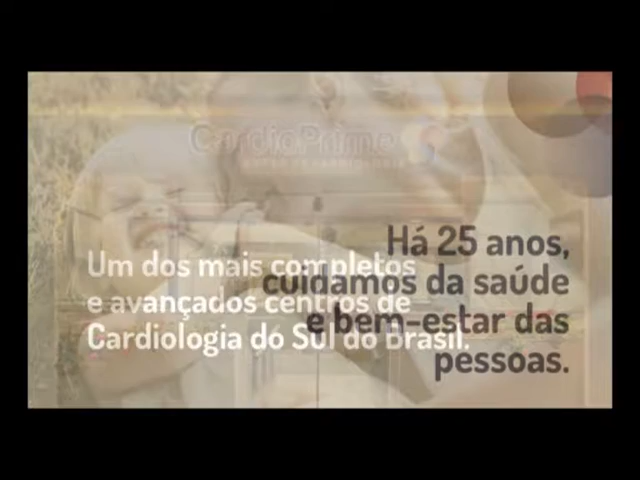 CardioPrime
Há 25 anos,
cuidamos da saúde
e bem-estar das
pessoas.
Um dos mais completos
e avançados centros de
Cardiologia do Sul do Brasil.